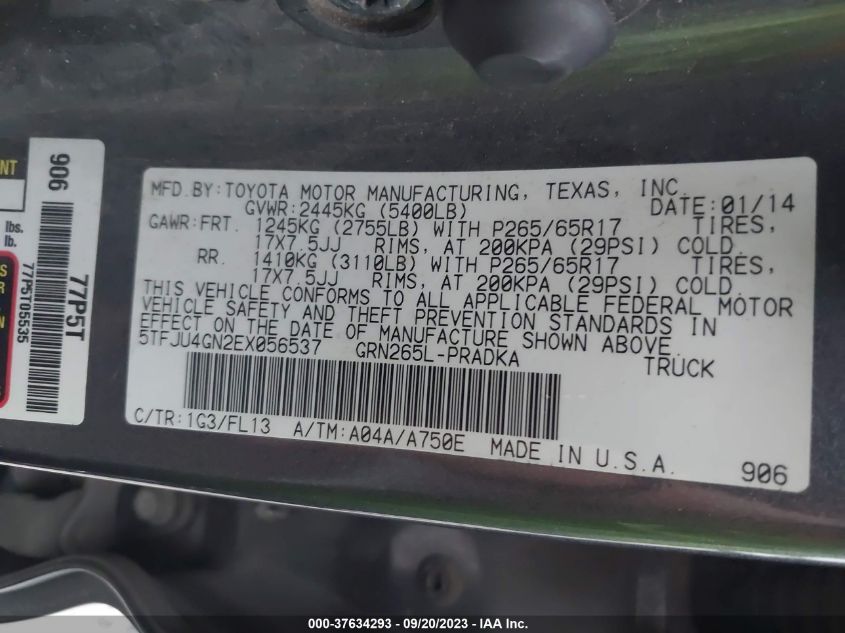 NT
906
lbs.
lb.
S
R
N
77P5T05535
77P5T
MFD.BY:TOYOTA MOTOR MANUFACTURING, TEXAS, INC.
GVWR:2445KG (5400LB) DATE:01/14
GAWR:FRT. 1245KG (2755LB) WITH P265/65R17 TIRES,
17X7.5JJ RIMS, AT 200KPA (29PSI) COLD.
RR. 1410KG (3110LB) WITH P265/65R17 TIRES,
17X7.5JJ RIMS, AT 200KPA (29PSI) COLD.
THIS VEHICLE CONFORMS TO ALL APPLICABLE FEDERAL MOTOR
VEHICLE SAFETY AND THEFT PREVENTION STANDARDS IN
EFFECT ON THE DATE OF MANUFACTURE SHOWN ABOVE.
5TFJU4GN2EX056537 GRN265L-PRADKA TRUCK
C/TR:1G3/FL13 A/TM:A04A/A750E MADE IN U.S.A.
906
000-37634293 - 09/20/2023 - IAA Inc.